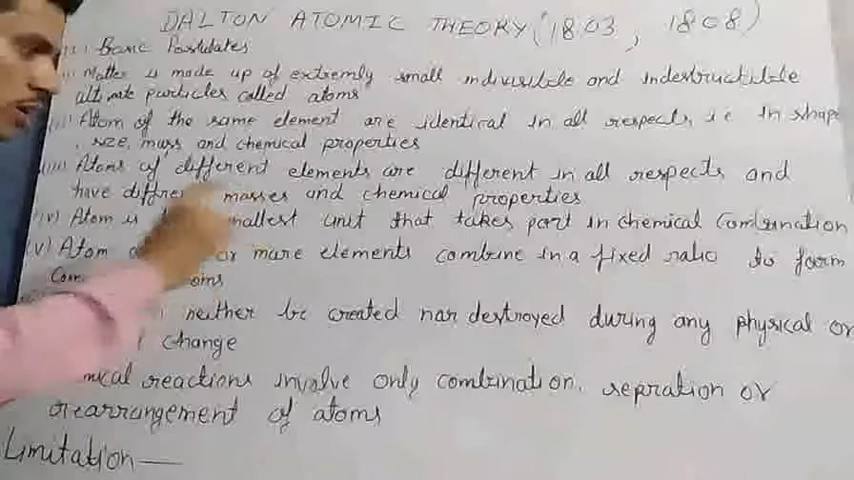 DALTON ATOMIC THEORY (1803, 1808)
Basic Postulates
Matter is made up of extremly small indivisible and indestructible
ultimate particles called atoms
Atom of the same element are identical in all respects i.e in shape
, size, mass and chemical properties
(iii) Atoms of different elements are different in all respects and
have masses and chemical properties
(iv) Atom is smallest unit that takes part in chemical Combination
(v) Atom or more elements combine in a fixed ratio to form
neither be created nor destroyed during any physical or
change
reactions involve only combination, sepration or
rearrangement of atoms
Limitation —